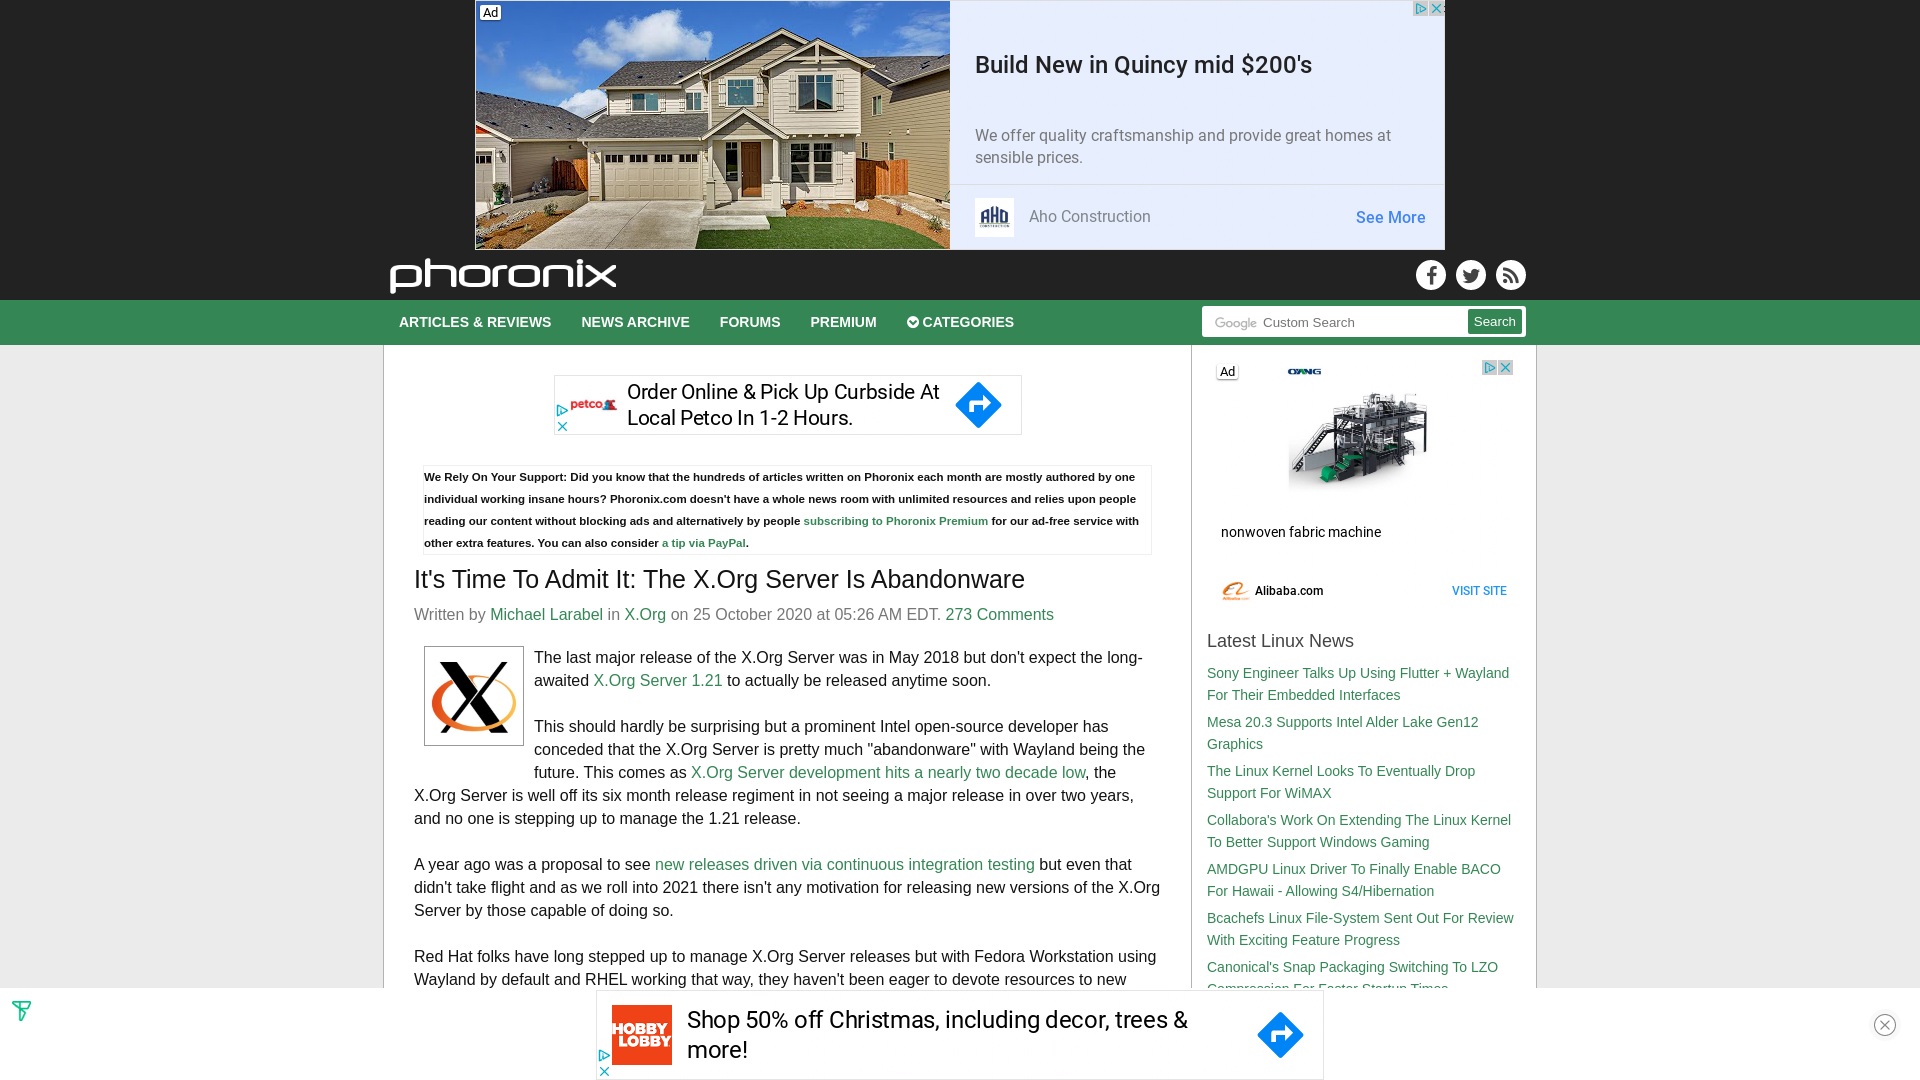 Ad
Build New in Quincy mid $200's
We offer quality craftsmanship and provide great homes at
sensible prices.
AHO
CONSTRUCTION
Aho Construction
See More
phoronix
ARTICLES & REVIEWS
NEWS ARCHIVE
FORUMS
PREMIUM
CATEGORIES
Google Custom Search
Search
petco
Order Online & Pick Up Curbside At
Local Petco In 1-2 Hours.
We Rely On Your Support: Did you know that the hundreds of articles written on Phoronix each month are mostly authored by one
individual working insane hours? Phoronix.com doesn't have a whole news room with unlimited resources and relies upon people
reading our content without blocking ads and alternatively by people subscribing to Phoronix Premium for our ad-free service with
other extra features. You can also consider a tip via PayPal.
It's Time To Admit It: The X.Org Server Is Abandonware
Written by Michael Larabel in X.Org on 25 October 2020 at 05:26 AM EDT. 273 Comments
The last major release of the X.Org Server was in May 2018 but don't expect the long-
awaited X.Org Server 1.21 to actually be released anytime soon.
This should hardly be surprising but a prominent Intel open-source developer has
conceded that the X.Org Server is pretty much "abandonware" with Wayland being the
future. This comes as X.Org Server development hits a nearly two decade low, the
X.Org Server is well off its six month release regiment in not seeing a major release in over two years,
and no one is stepping up to manage the 1.21 release.
A year ago was a proposal to see new releases driven via continuous integration testing but even that
didn't take flight and as we roll into 2021 there isn't any motivation for releasing new versions of the X.Org
Server by those capable of doing so.
Red Hat folks have long stepped up to manage X.Org Server releases but with Fedora Workstation using
Wayland by default and RHEL working that way, they haven't been eager to devote resources to new
Ad
ALL WELL
nonwoven fabric machine
Alibaba.com
VISIT SITE
Latest Linux News
Sony Engineer Talks Up Using Flutter + Wayland
For Their Embedded Interfaces
Mesa 20.3 Supports Intel Alder Lake Gen12
Graphics
The Linux Kernel Looks To Eventually Drop
Support For WiMAX
Collabora's Work On Extending The Linux Kernel
To Better Support Windows Gaming
AMDGPU Linux Driver To Finally Enable BACO
For Hawaii - Allowing S4/Hibernation
Bcachefs Linux File-System Sent Out For Review
With Exciting Feature Progress
Canonical's Snap Packaging Switching To LZO
Compression For Faster Startup Times
HOBBY
LOBBY
Shop 50% off Christmas, including decor, trees &
more!